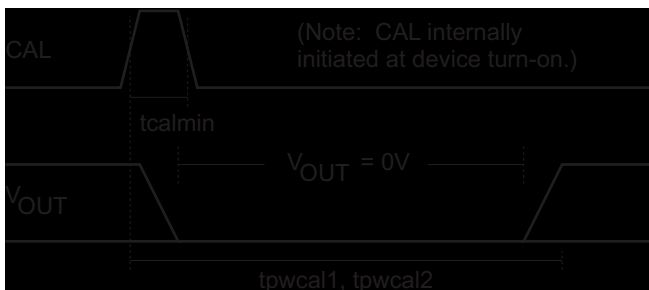 CAL
(Note: CAL internally
initiated at device turn-on.)
tcalmin
VOUT = 0V
VOUT
tpwcal1, tpwcal2